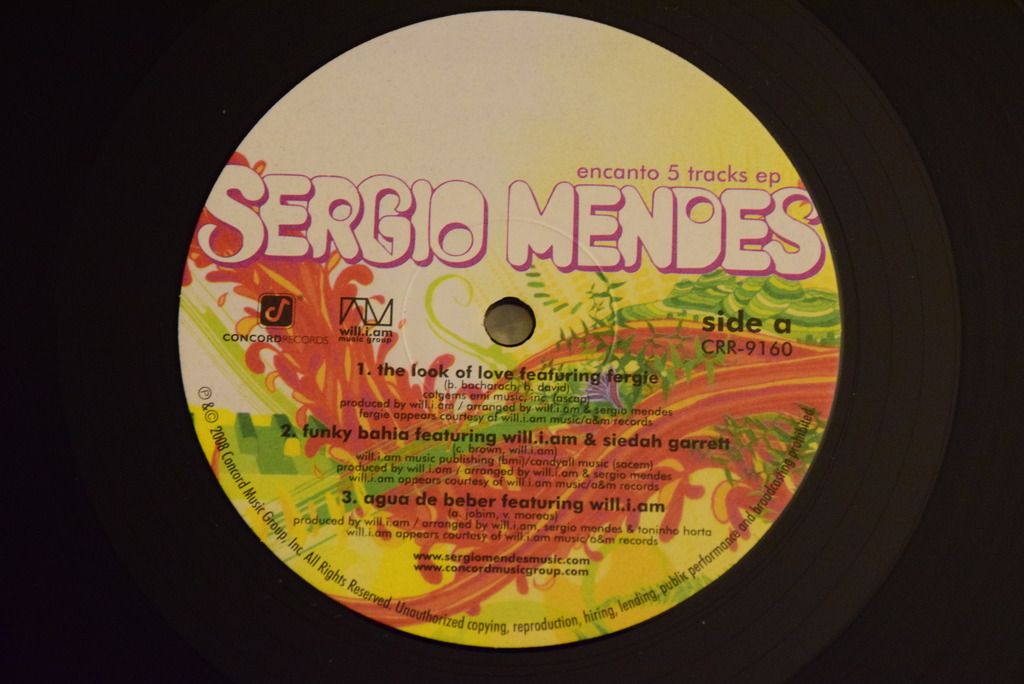 encanto 5 tracks ep
SERGIO MENDES
CONCORDRECORDS
will.i.am
music group
side a
CRR-9160
1. the look of love featuring fergie
(b. bacharach, h. david)
colgems emi music, inc (ascap)
produced by will.i.am / arranged by will.i.am & sergio mendes
fergie appears courtesy of will.i.am music/a&m records
2. funky bahia featuring will.i.am & siedah garrett
(c. brown, will.i.am)
will.i.am music publishing (bmi)/candyall music (sacem)
produced by will.i.am / arranged by will.i.am & sergio mendes
will.i.am appears courtesy of will.i.am music/a&m records
3. agua de beber featuring will.i.am
(a. jobim, v. moraes)
produced by will.i.am / arranged by will.i.am, sergio mendes & toninho horta
will.i.am appears courtesy of will.i.am music/a&m records
www.sergiomendesmusic.com
www.concordmusicgroup.com
℗ & © 2008 Concord Music Group, Inc. All Rights Reserved. Unauthorized copying, reproduction, hiring, lending, public performance and broadcasting prohibited.